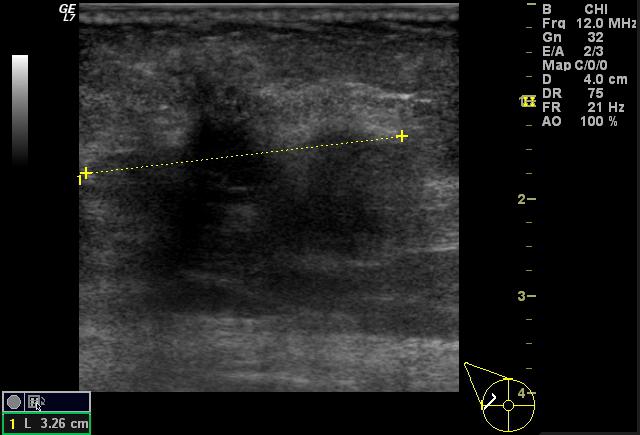 GE
L7
B CHI
Frq 12.0 MHz
Gn 32
E/A 2/3
Map C/0/0
D 4.0 cm
DR 75
FR 21 Hz
AO 100 %
2
3
4
1
1 L 3.26 cm